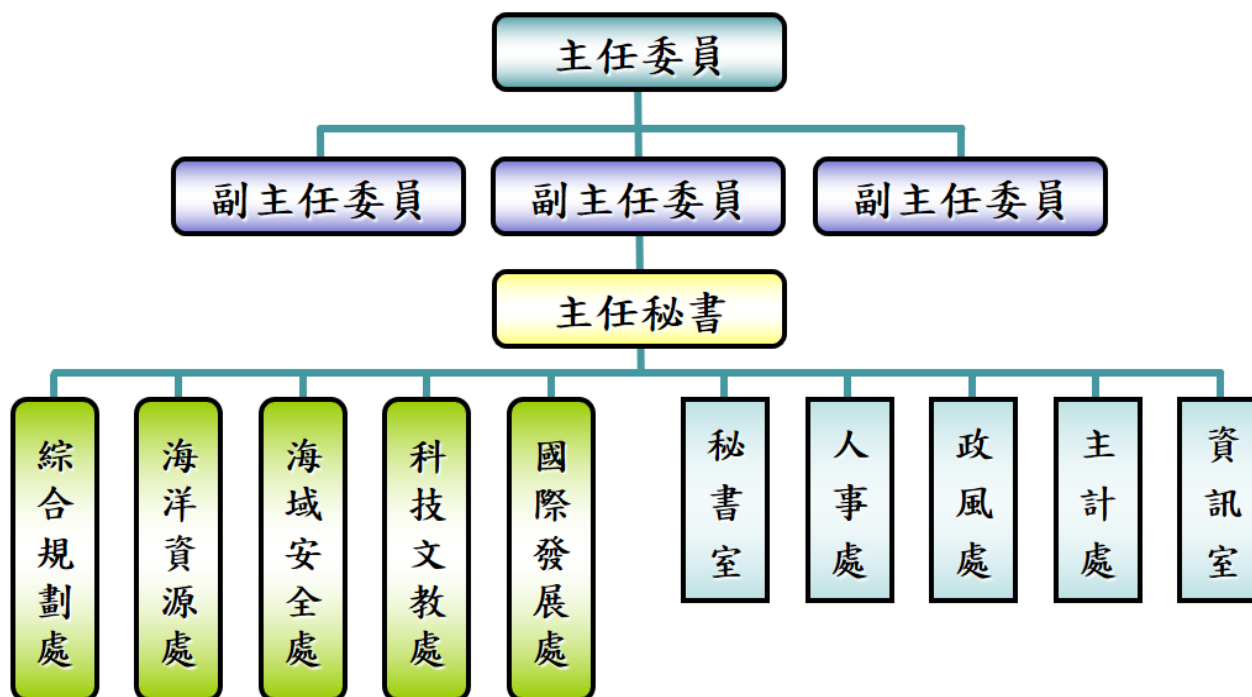 主任委員
副主任委員
副主任委員
副主任委員
主任秘書
綜合規劃處
海洋資源處
海域安全處
科技文教處
國際發展處
秘書室
人事處
政風處
主計處
資訊室